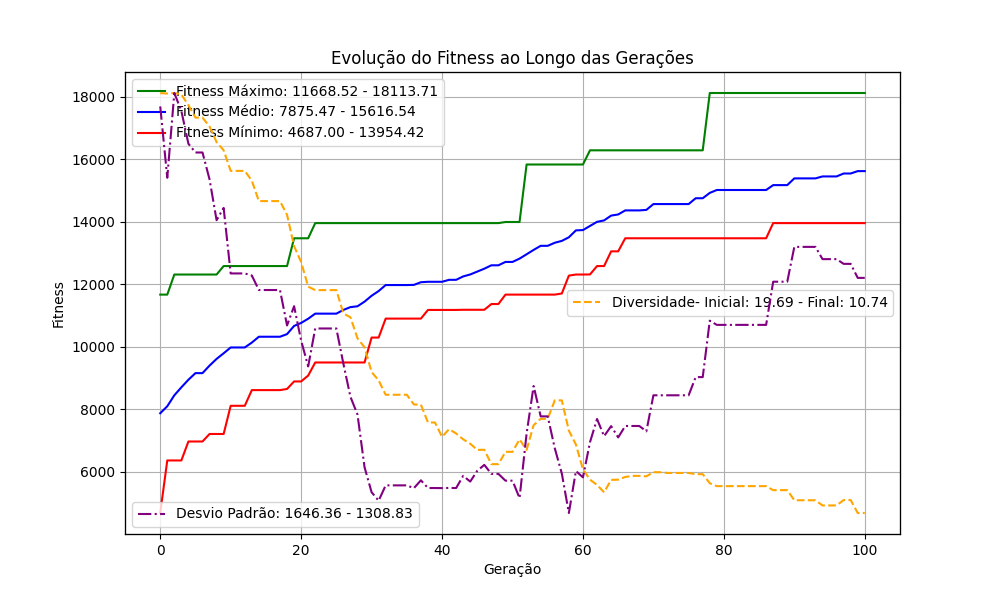 Evolução do Fitness ao Longo das Gerações
Fitness Máximo: 11668.52 - 18113.71
Fitness Médio: 7875.47 - 15616.54
Fitness Mínimo: 4687.00 - 13954.42
18000
16000
14000
12000
10000
8000
6000
Fitness
Diversidade- Inicial: 19.69 - Final: 10.74
Desvio Padrão: 1646.36 - 1308.83
0 20 40 60 80 100
Geração